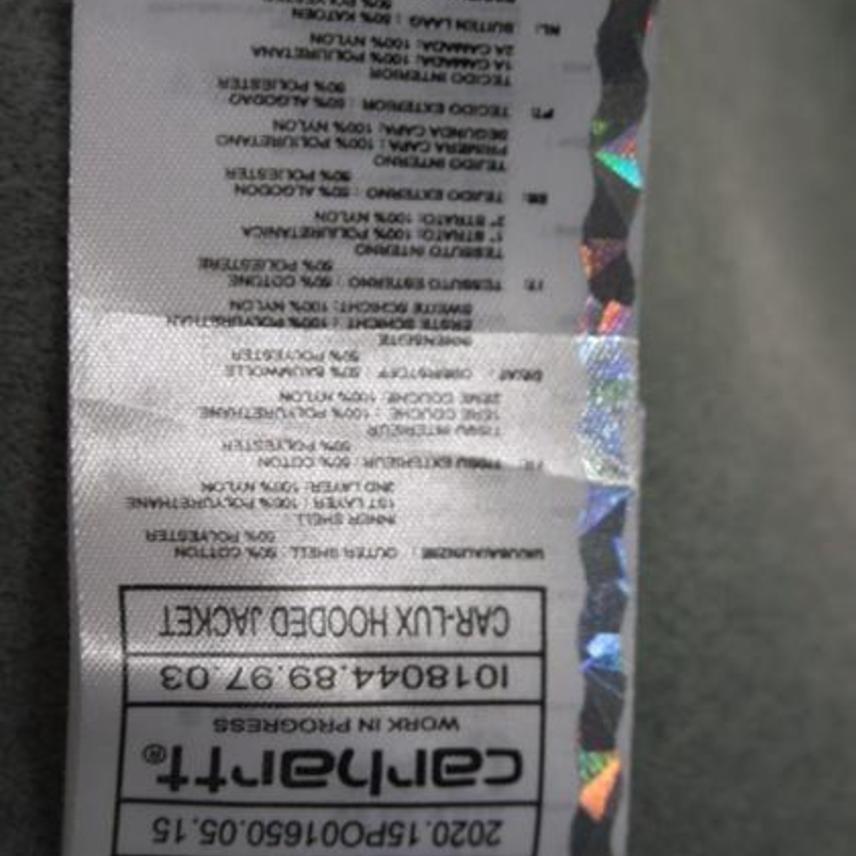 2020.15PO01650.05.15
carhartt®
WORK IN PROGRESS
I018044.89.97.03
CAR-LUX HOODED JACKET
OUTER SHELL : 50% COTTON
50% POLYESTER
INNER SHELL :
1ST LAYER : 100% POLYURETHANE
2ND LAYER: 100% NYLON
FR: TISSU EXTERIEUR: 50% COTON
50% POLYESTER
TISSU INTERIEUR
1ERE COUCHE : 100% POLYURETHANE
2EME COUCHE: 100% NYLON
OBERSTOFF : 50% BAUMWOLLE
50% POLYESTER
INNENSEITE
ERSTE SCHICHT : 100% POLYURETHAN
SWEITE SCHICHT: 100% NYLON
IT: TESSUTO ESTERNO : 50% COTONE
50% POLIESTERE
TESSUTO INTERNO
1° STRATO: 100% POLIURETANICA
2° STRATO: 100% NYLON
ES: TEJIDO EXTERNO : 50% ALGODON
50% POLIESTER
TEJIDO INTERNO
PRIMERA CAPA : 100% POLIURETANO
SEGUNDA CAPA: 100% NYLON
PT: TECIDO EXTERIOR : 50% ALGODAO
50% POLIESTER
TECIDO INTERIOR
1A CAMADA: 100% POLIURETANA
2A CAMADA: 100% NYLON
NL: BUITEN LAAG : 50% KATOEN